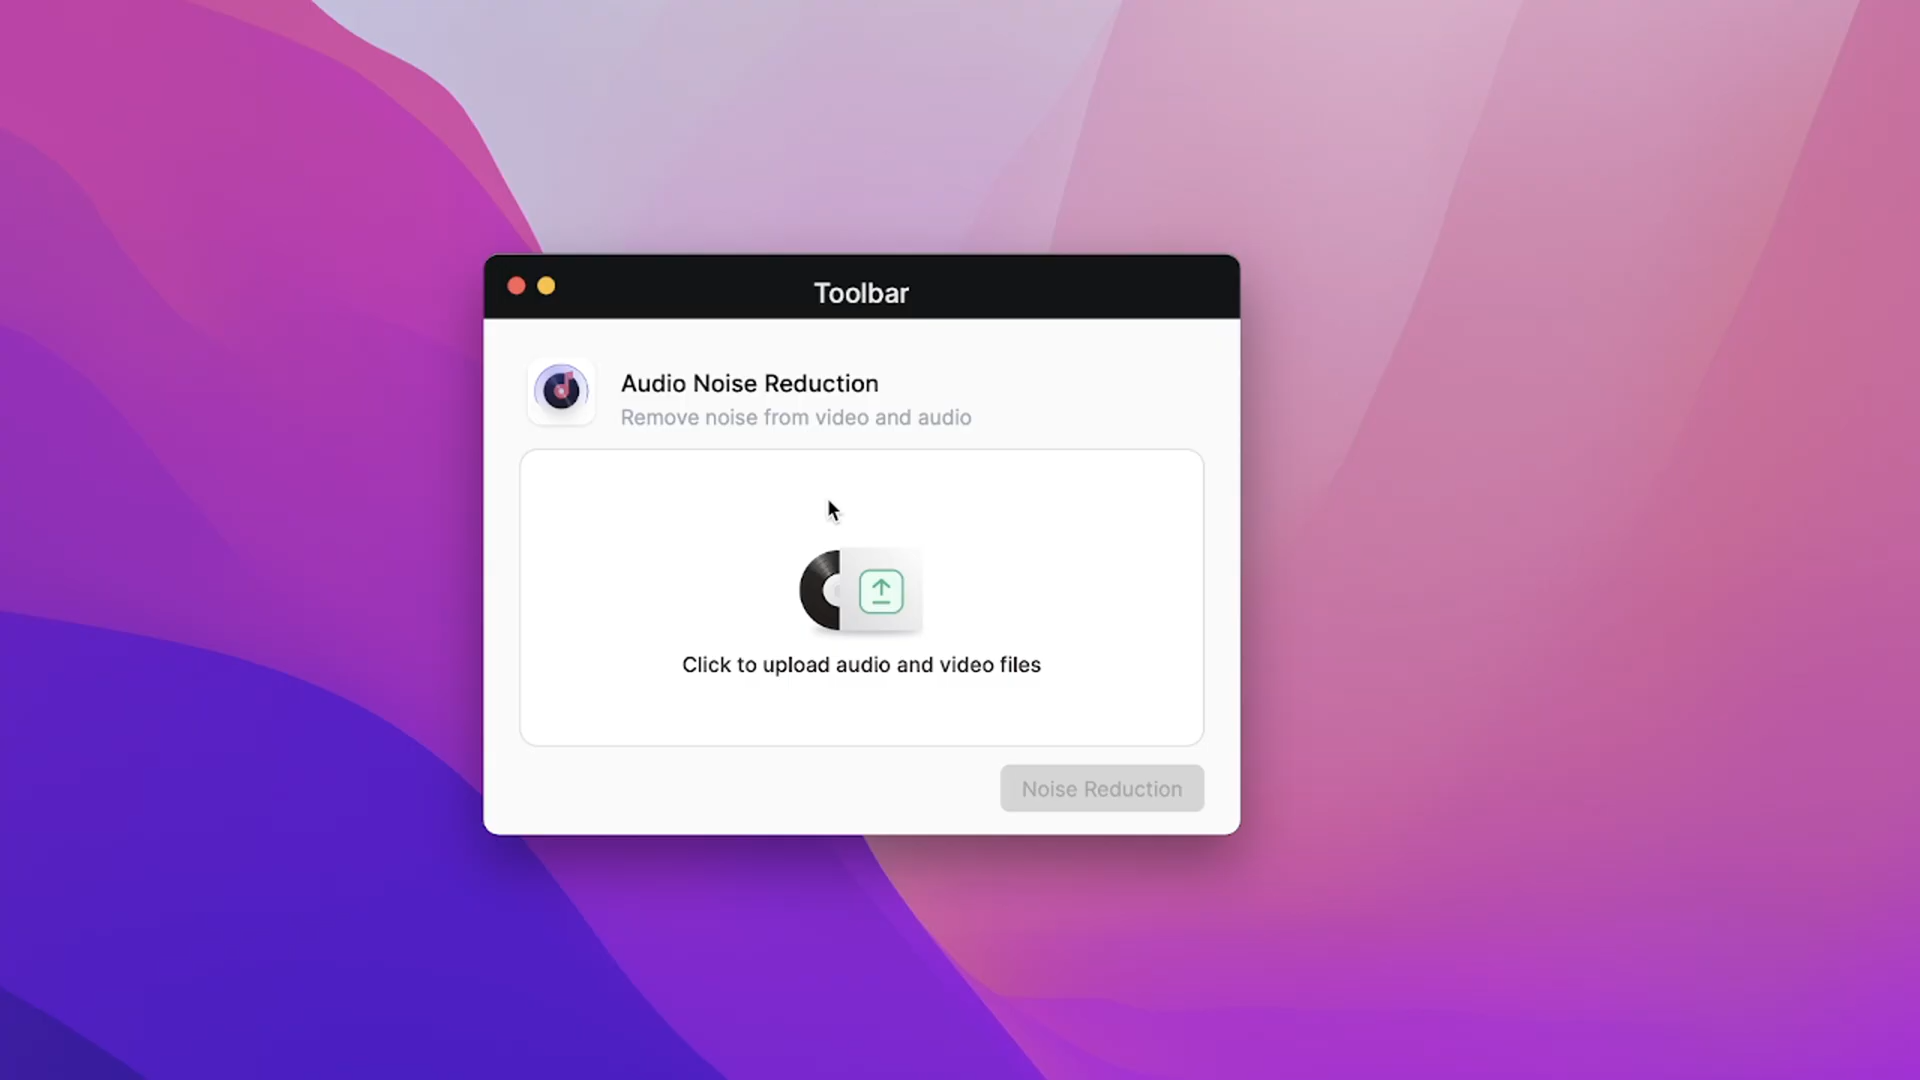 Toolbar
Audio Noise Reduction
Remove noise from video and audio
Click to upload audio and video files
Noise Reduction